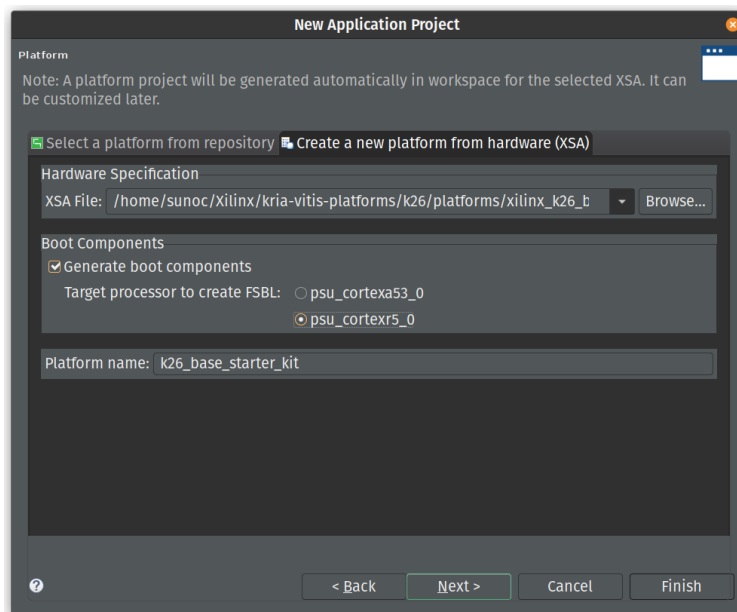 New Application Project
Platform
Note: A platform project will be generated automatically in workspace for the selected XSA. It can
be customized later.
Select a platform from repository Create a new platform from hardware (XSA)
Hardware Specification
XSA File: /home/sunoc/Xilinx/kria-vitis-platforms/k26/platforms/xilinx_k26_b Browse...
Boot Components
Generate boot components
Target processor to create FSBL: psu_cortexa53_0
psu_cortexr5_0
Platform name: k26_base_starter_kit
? < Back Next > Cancel Finish